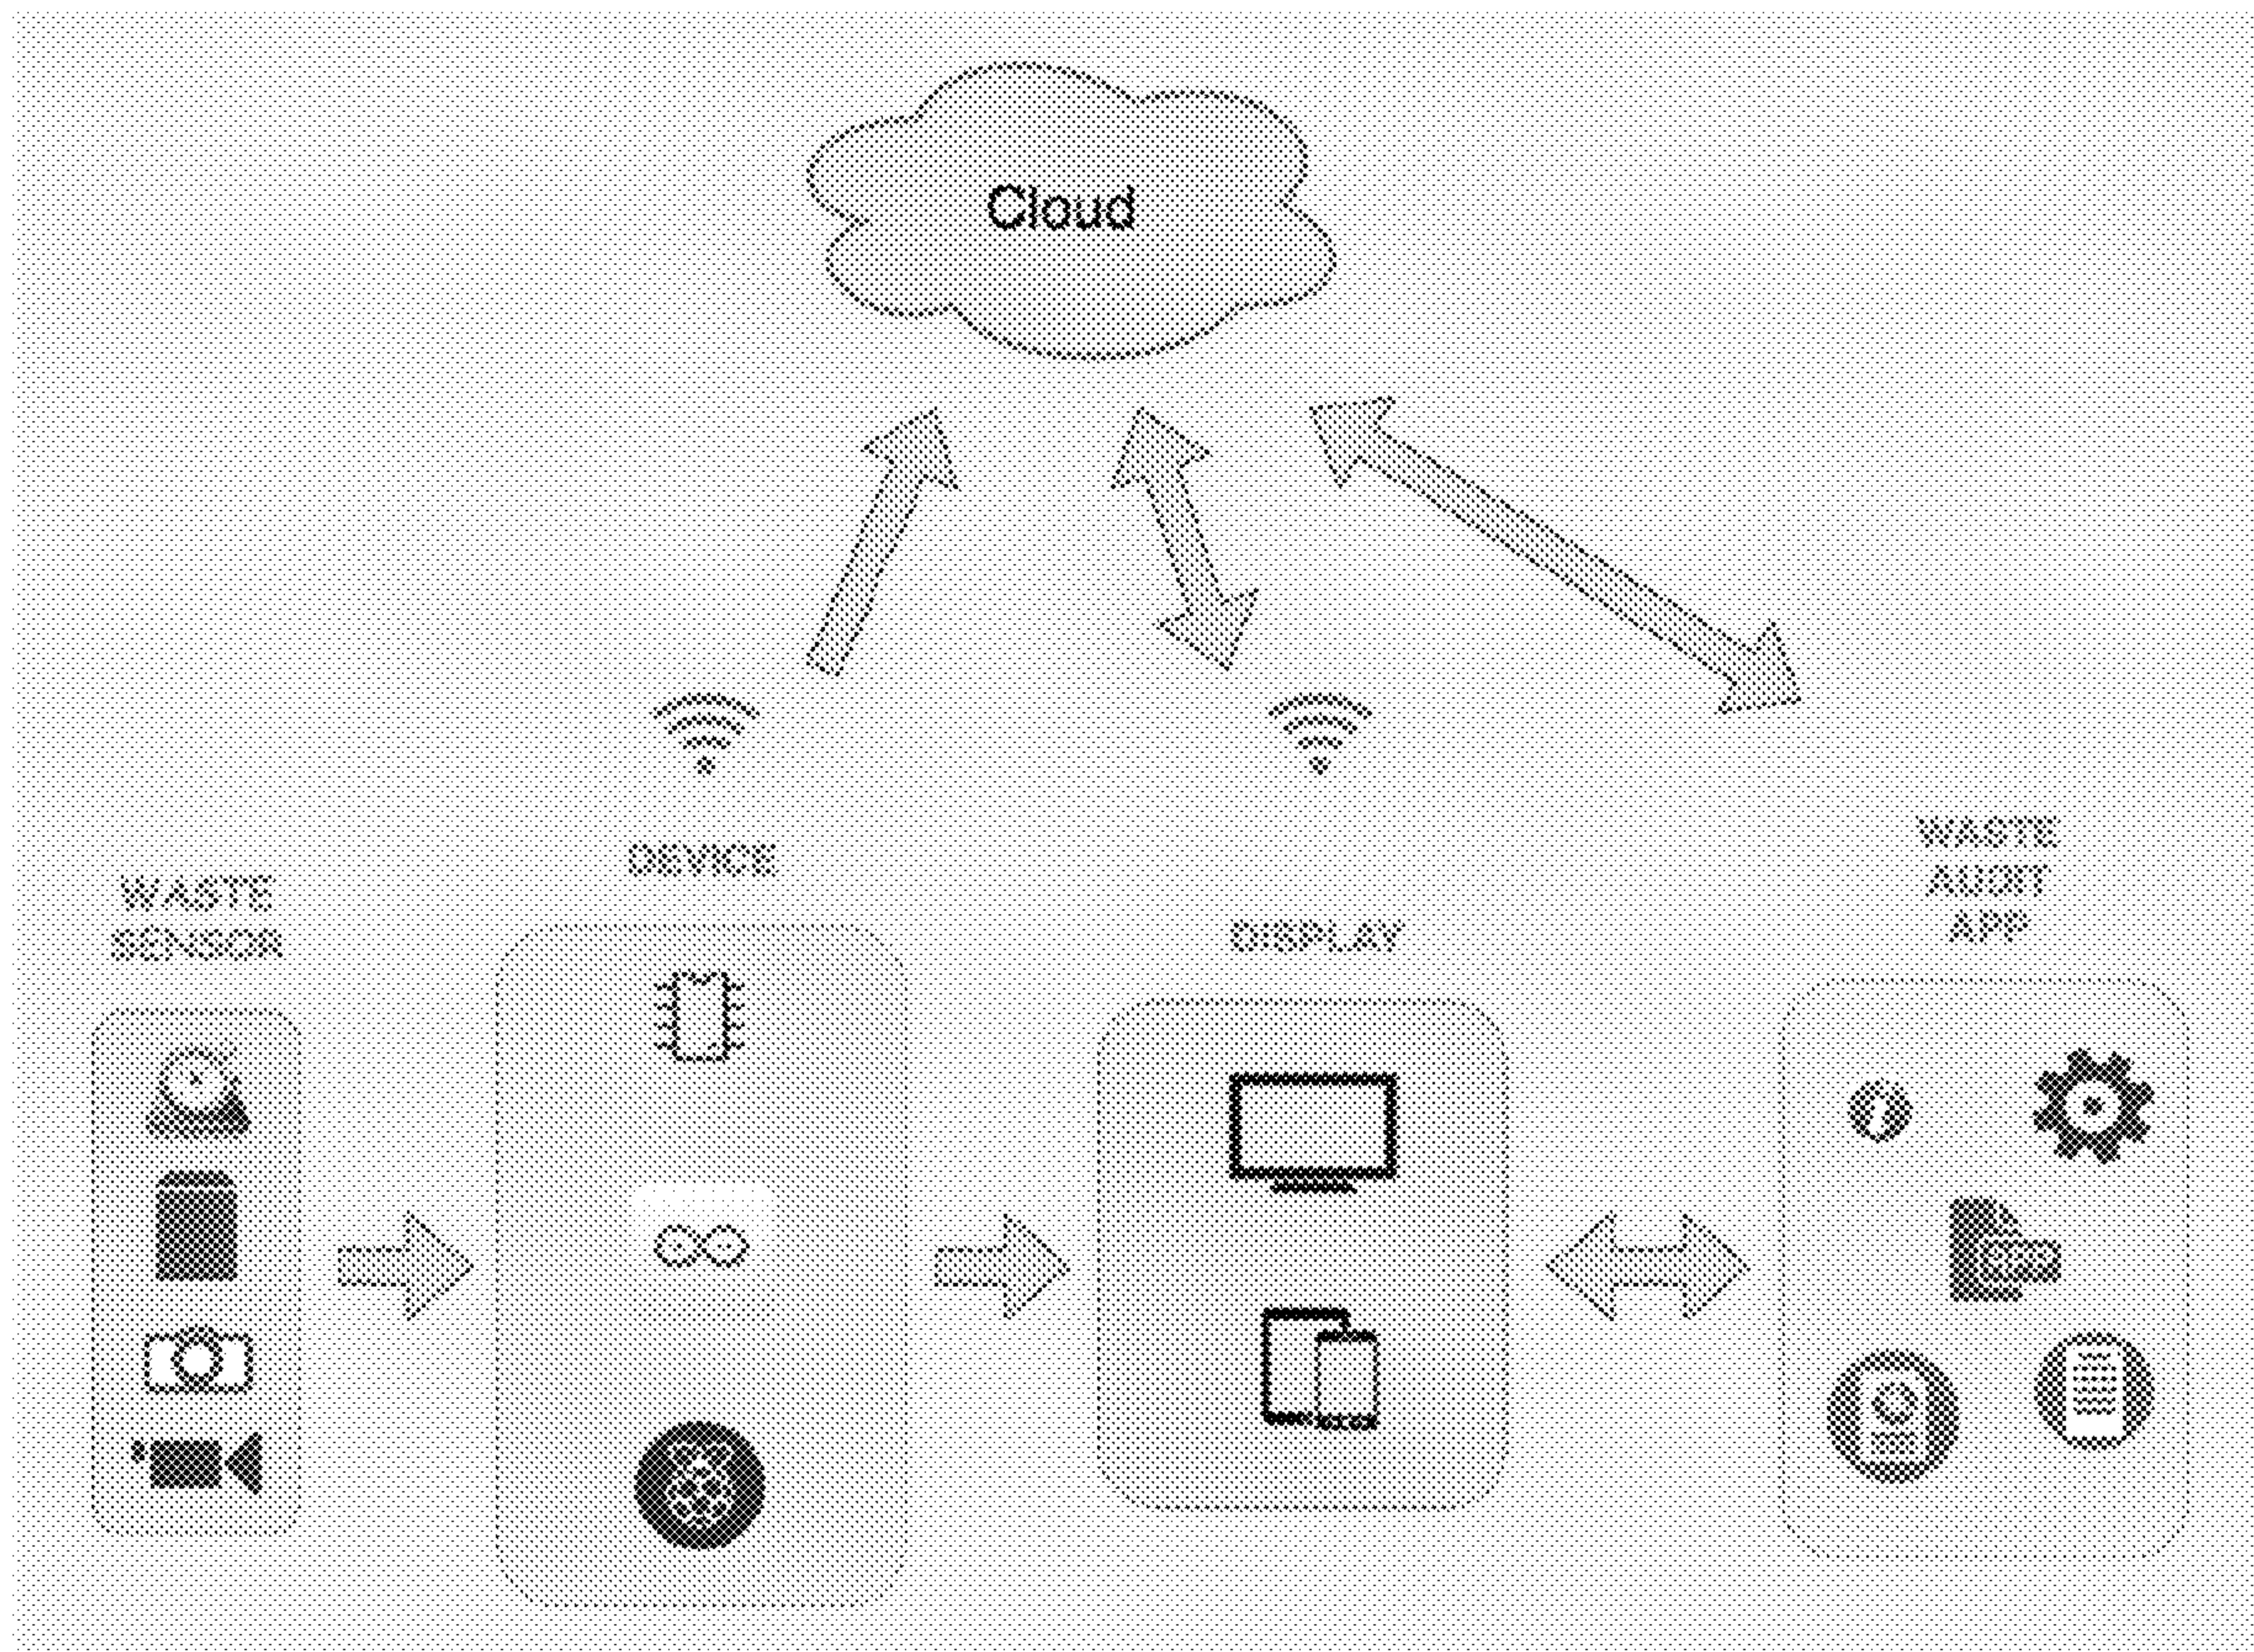 Cloud
DEVICE
WASTE
SENSOR
DISPLAY
WASTE
AUDIT
APP
i